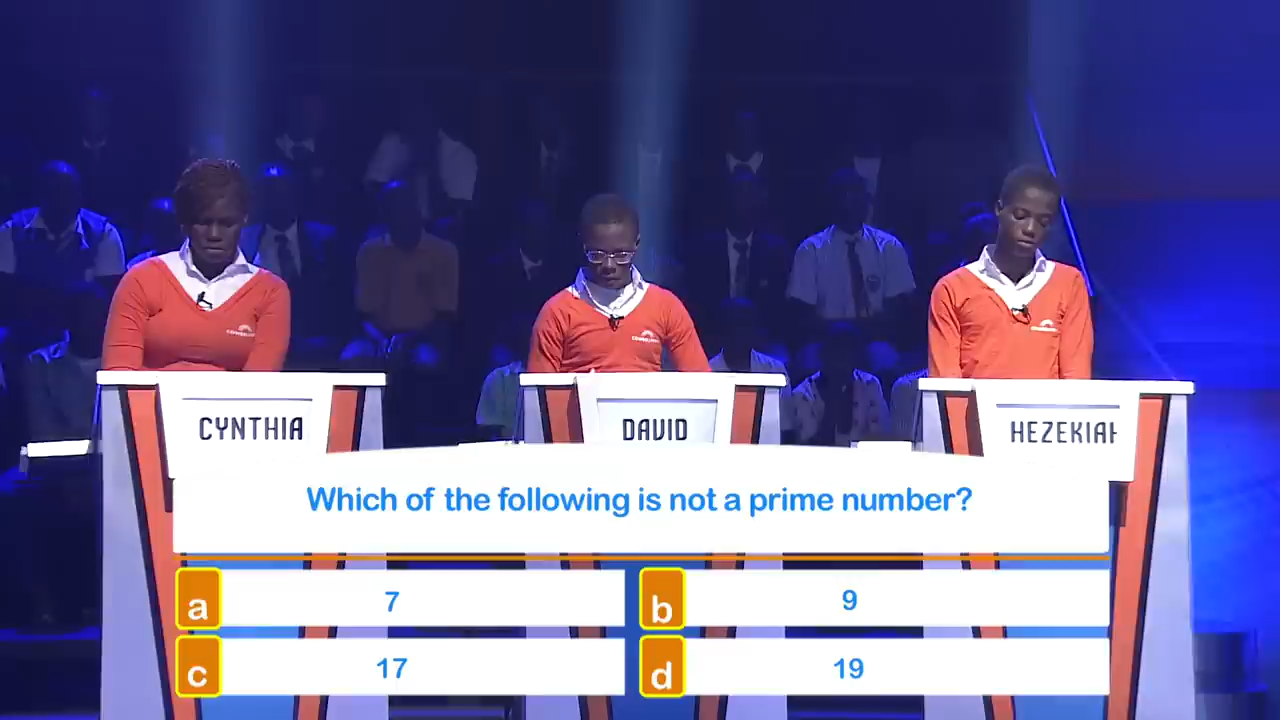 CYNTHIA
DAVID
HEZEKIAH
Which of the following is not a prime number?
a 7
b 9
c 17
d 19